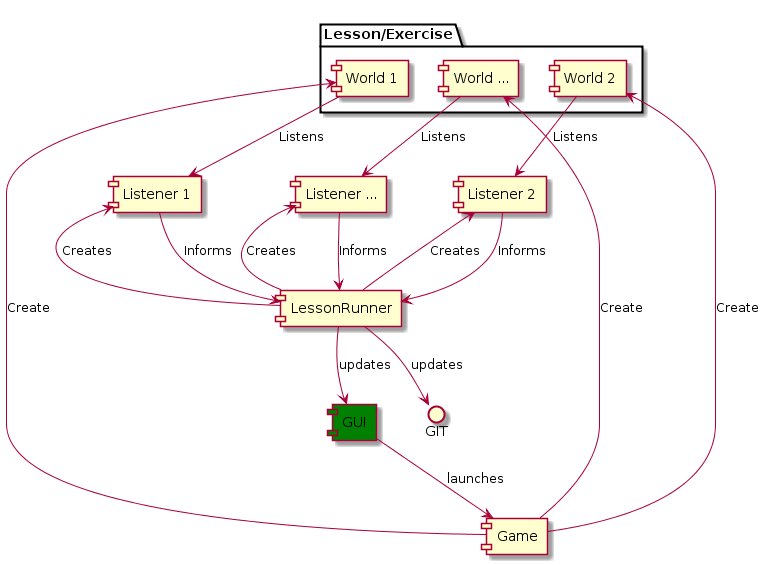 Lesson/Exercise
World 1
World ...
World 2
Listens
Listens
Listens
Listener 1
Listener ...
Listener 2
Creates
Informs
Creates
Informs
Creates
Informs
Create
LessonRunner
Create
Create
updates
updates
GUI
GIT
launches
Game